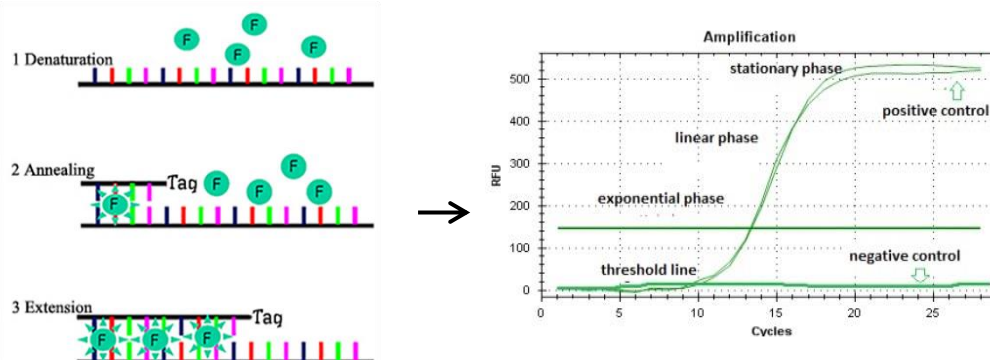 1 Denaturation
F F F F
2 Annealing
Tag
F F F F F
3 Extension
Tag
F F F
Amplification
RFU
500
400
300
200
100
0
stationary phase
positive control
linear phase
exponential phase
negative control
threshold line
0 5 10 15 20 25
Cycles